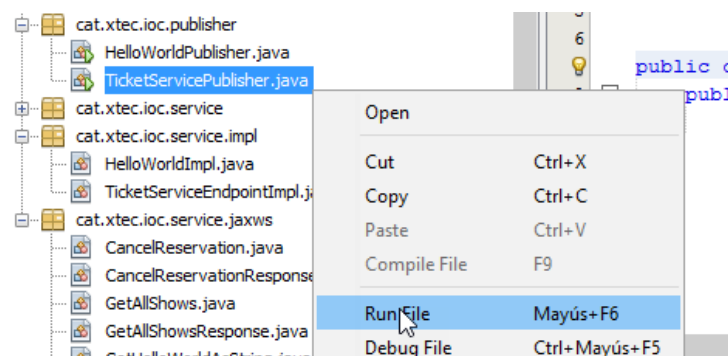 cat.xtec.ioc.publisher
HelloWorldPublisher.java
TicketServicePublisher.java
cat.xtec.ioc.service
cat.xtec.ioc.service.impl
HelloWorldImpl.java
TicketServiceEndpointImpl.j
cat.xtec.ioc.service.jaxws
CancelReservation.java
CancelReservationResponse
GetAllShows.java
GetAllShowsResponse.java
6
public
publ
Open
Cut Ctrl+X
Copy Ctrl+C
Paste Ctrl+V
Compile File F9
Run File Mayús+F6
Debug File Ctrl+Mayús+F5